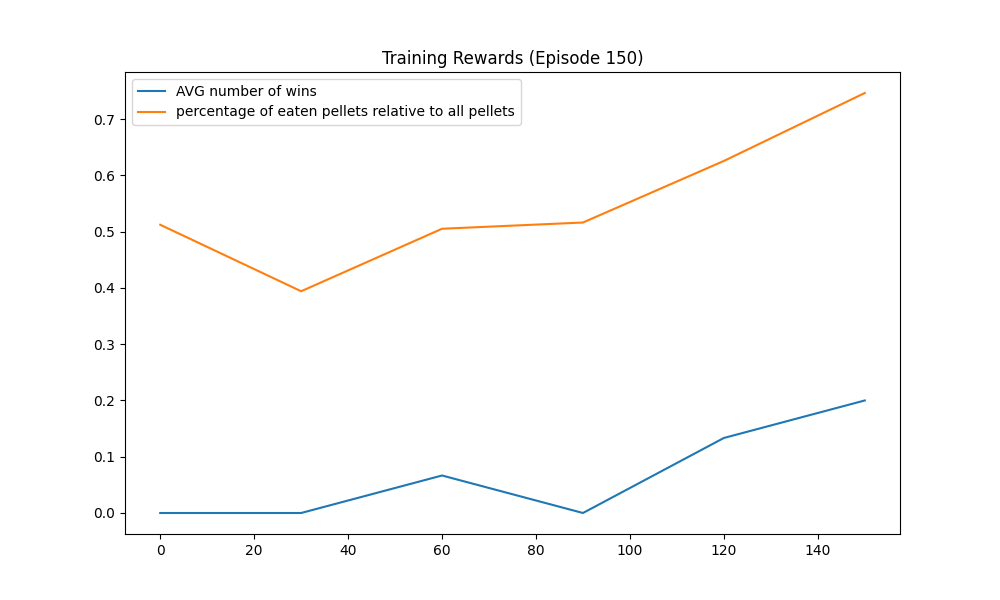 Training Rewards (Episode 150)
AVG number of wins
percentage of eaten pellets relative to all pellets
0.7
0.6
0.5
0.4
0.3
0.2
0.1
0.0
0 20 40 60 80 100 120 140